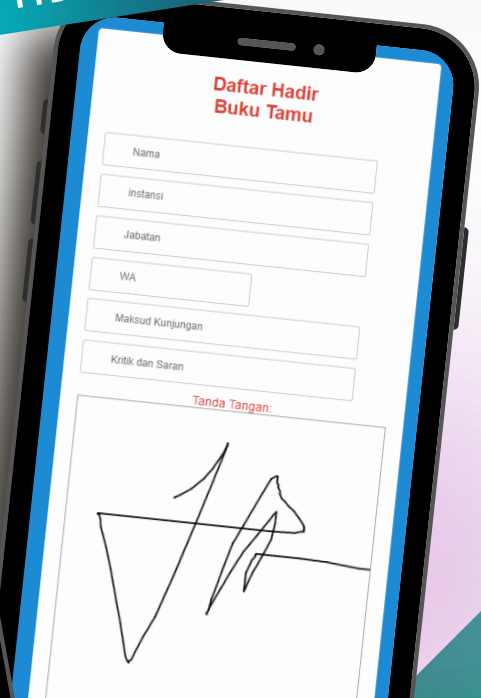 Daftar Hadir
Buku Tamu
Nama
instansi
Jabatan
WA
Maksud Kunjungan
Kritik dan Saran
Tanda Tangan: